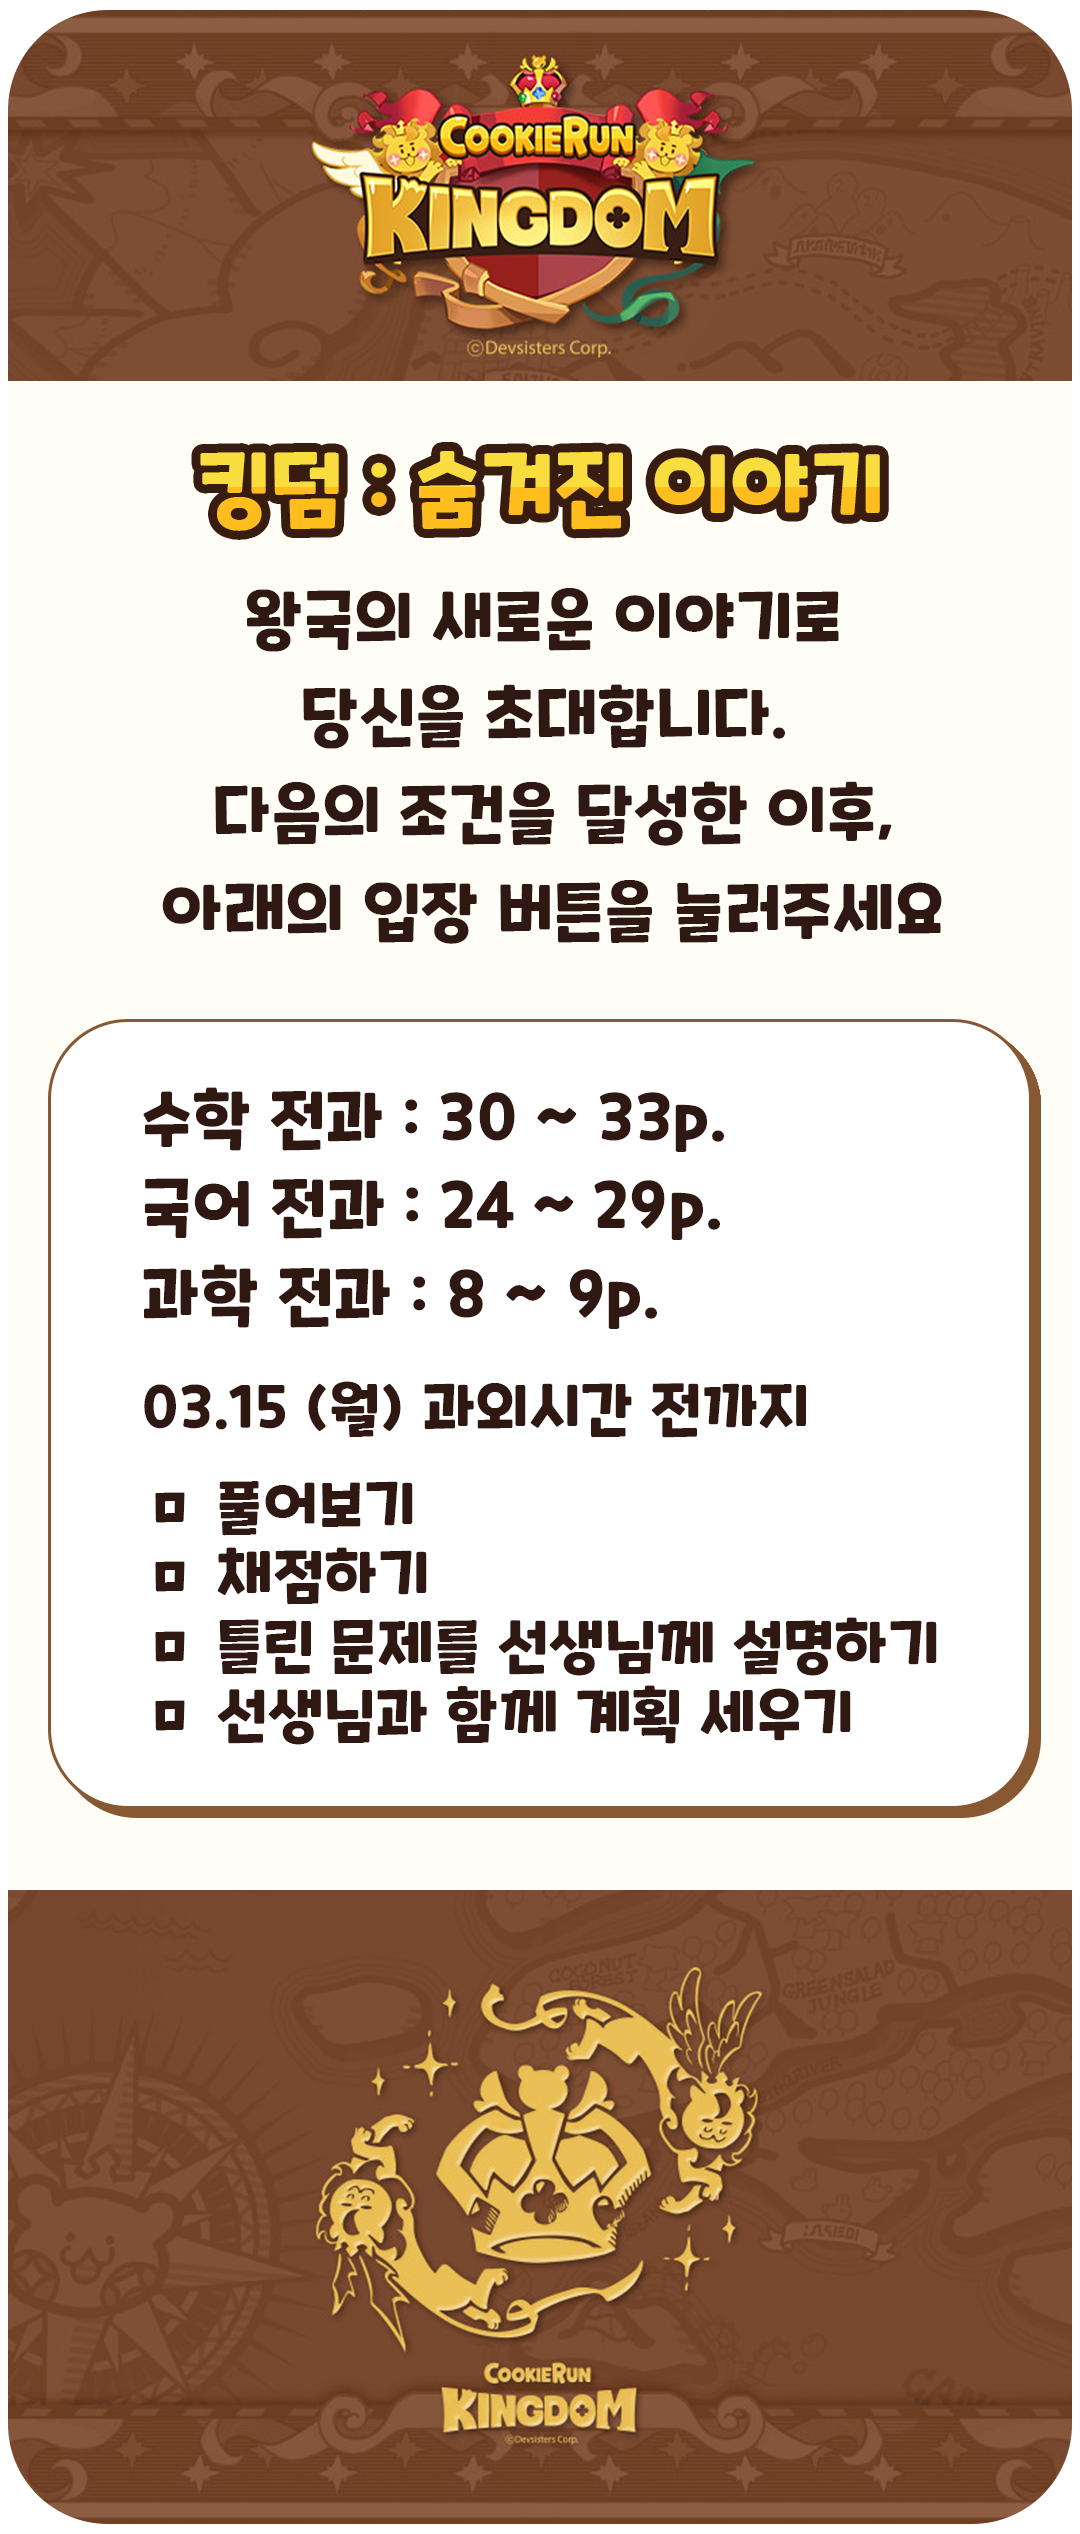 COOKIERUN
KINGDOM
©Devsisters Corp.
킹덤 : 숨겨진 이야기
왕국의 새로운 이야기로
당신을 초대합니다.
다음의 조건을 달성한 이후,
아래의 입장 버튼을 눌러주세요
수학 전과 : 30 ~ 33p.
국어 전과 : 24 ~ 29p.
과학 전과 : 8 ~ 9p.
03.15 (월) 과외시간 전까지
풀어보기
채점하기
틀린 문제를 선생님께 설명하기
선생님과 함께 계획 세우기
COCONUT
FOREST
GREENSALAD
JUNGLE
COOKIERUN
KINGDOM
©Devsisters Corp.